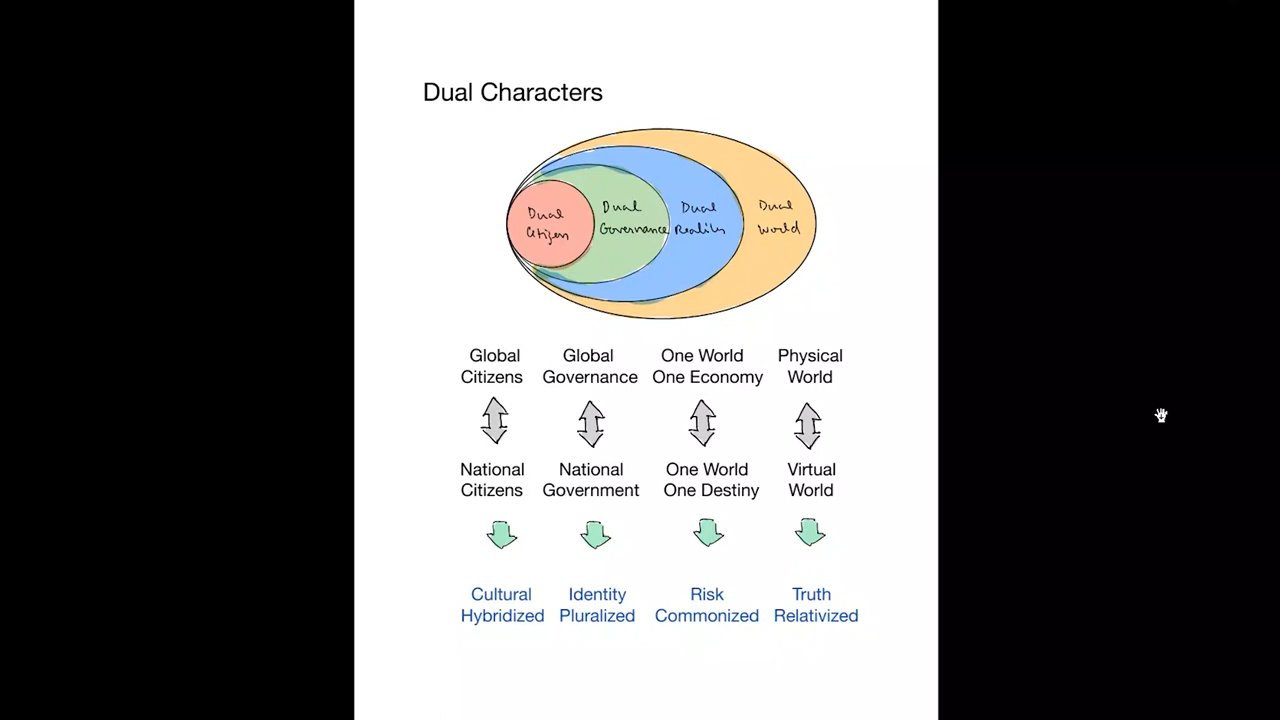 Dual Characters
Dual
Citizen
Dual
Governance
Dual
Reality
Dual
World
Global
Citizens
Global
Governance
One World
One Economy
Physical
World
National
Citizens
National
Government
One World
One Destiny
Virtual
World
Cultural
Hybridized
Identity
Pluralized
Risk
Commonized
Truth
Relativized